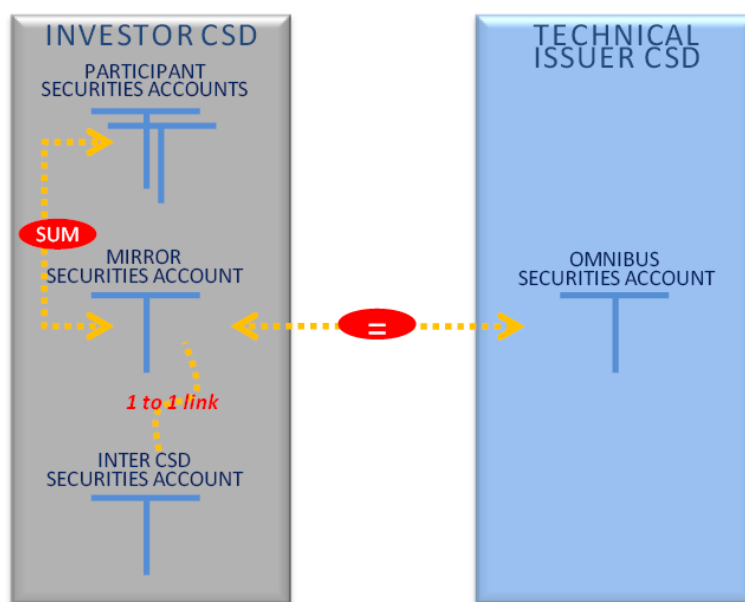 INVESTOR CSD
PARTICIPANT
SECURITIES ACCOUNTS
SUM
MIRROR
SECURITIES ACCOUNT
1 to 1 link
INTER CSD
SECURITIES ACCOUNT
=
TECHNICAL
ISSUER CSD
OMNIBUS
SECURITIES ACCOUNT